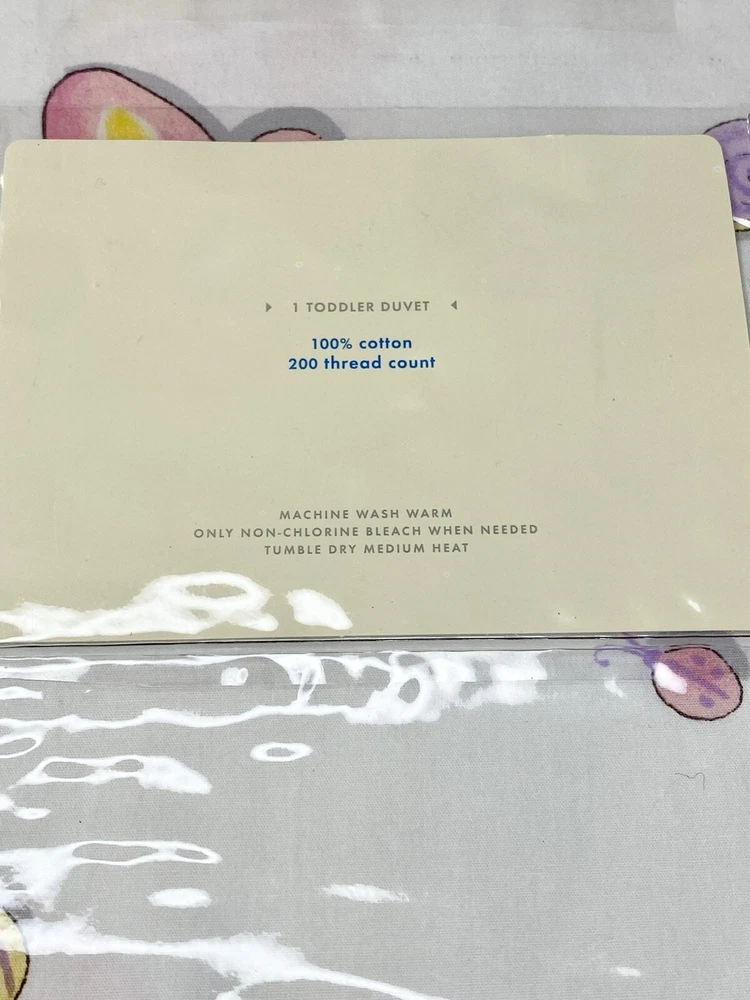 1 TODDLER DUVET
100% cotton
200 thread count
MACHINE WASH WARM
ONLY NON-CHLORINE BLEACH WHEN NEEDED
TUMBLE DRY MEDIUM HEAT